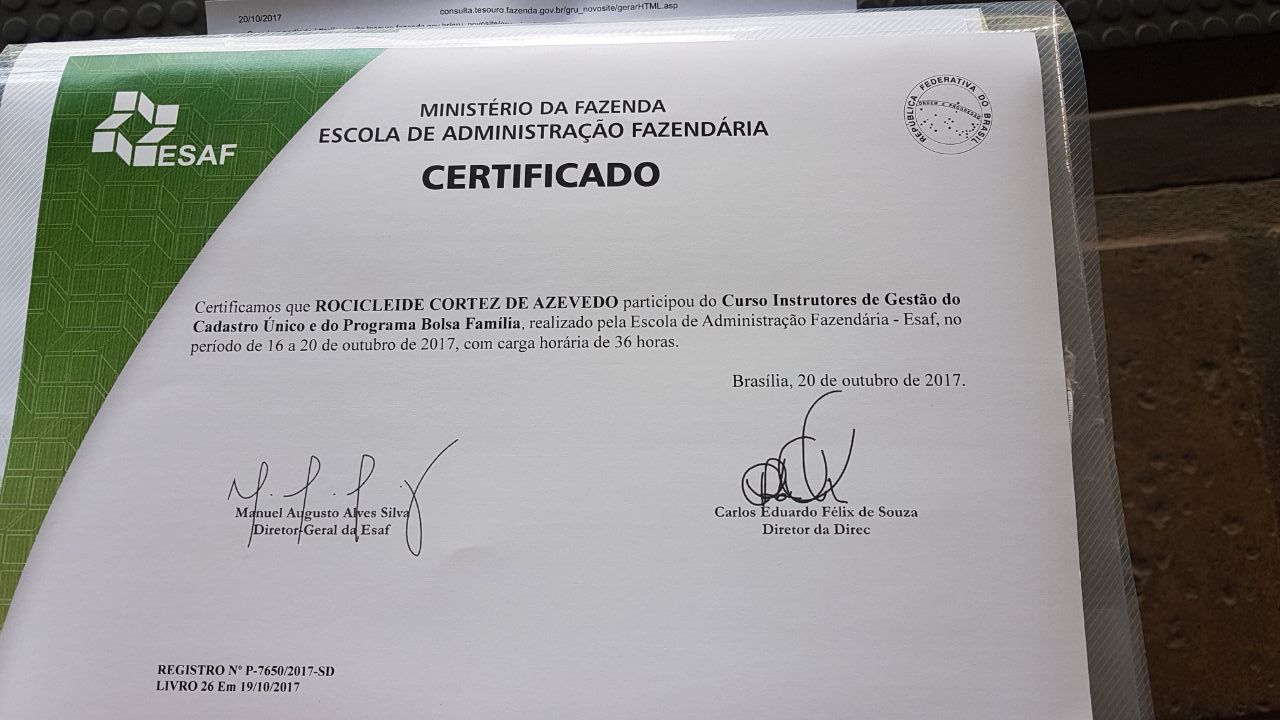 20/10/2017
consulta.tesouro.fazenda.gov.br/gru_novosite/gerarHTML.asp
ESAF
MINISTÉRIO DA FAZENDA
ESCOLA DE ADMINISTRAÇÃO FAZENDÁRIA
CERTIFICADO
REPÚBLICA FEDERATIVA DO BRASIL
ORDEM E PROGRESSO
Certificamos que ROCICLEIDE CORTEZ DE AZEVEDO participou do Curso Instrutores de Gestão do
Cadastro Único e do Programa Bolsa Família, realizado pela Escola de Administração Fazendária - Esaf, no
período de 16 a 20 de outubro de 2017, com carga horária de 36 horas.
Brasília, 20 de outubro de 2017.
Manuel Augusto Alves Silva
Diretor-Geral da Esaf
Carlos Eduardo Félix de Souza
Diretor da Direc
REGISTRO Nº P-7650/2017-SD
LIVRO 26 Em 19/10/2017